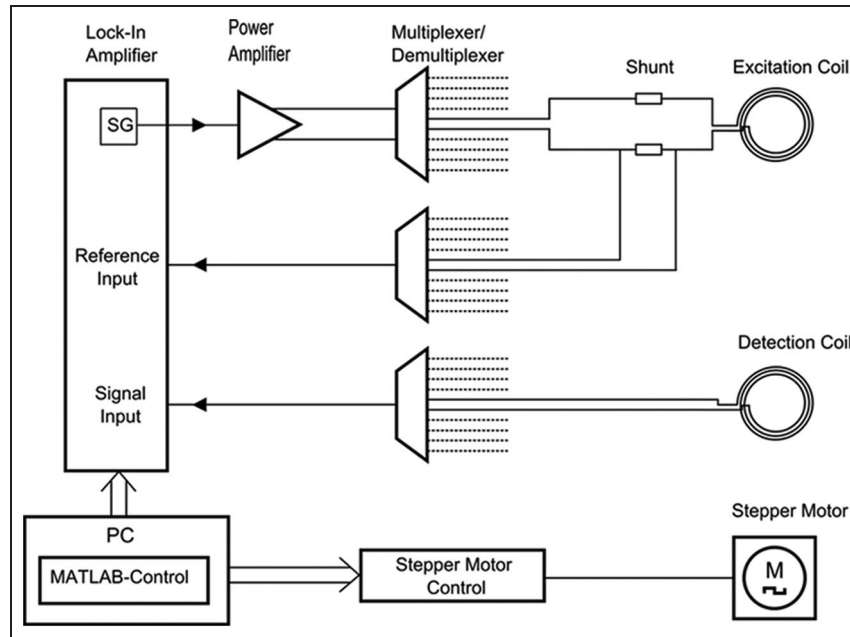 Lock-In
Amplifier
Power
Amplifier
Multiplexer/
Demultiplexer
Shunt
Excitation Coil
SG
Reference
Input
Detection Coil
Signal
Input
Stepper Motor
PC
MATLAB-Control
Stepper Motor
Control
M